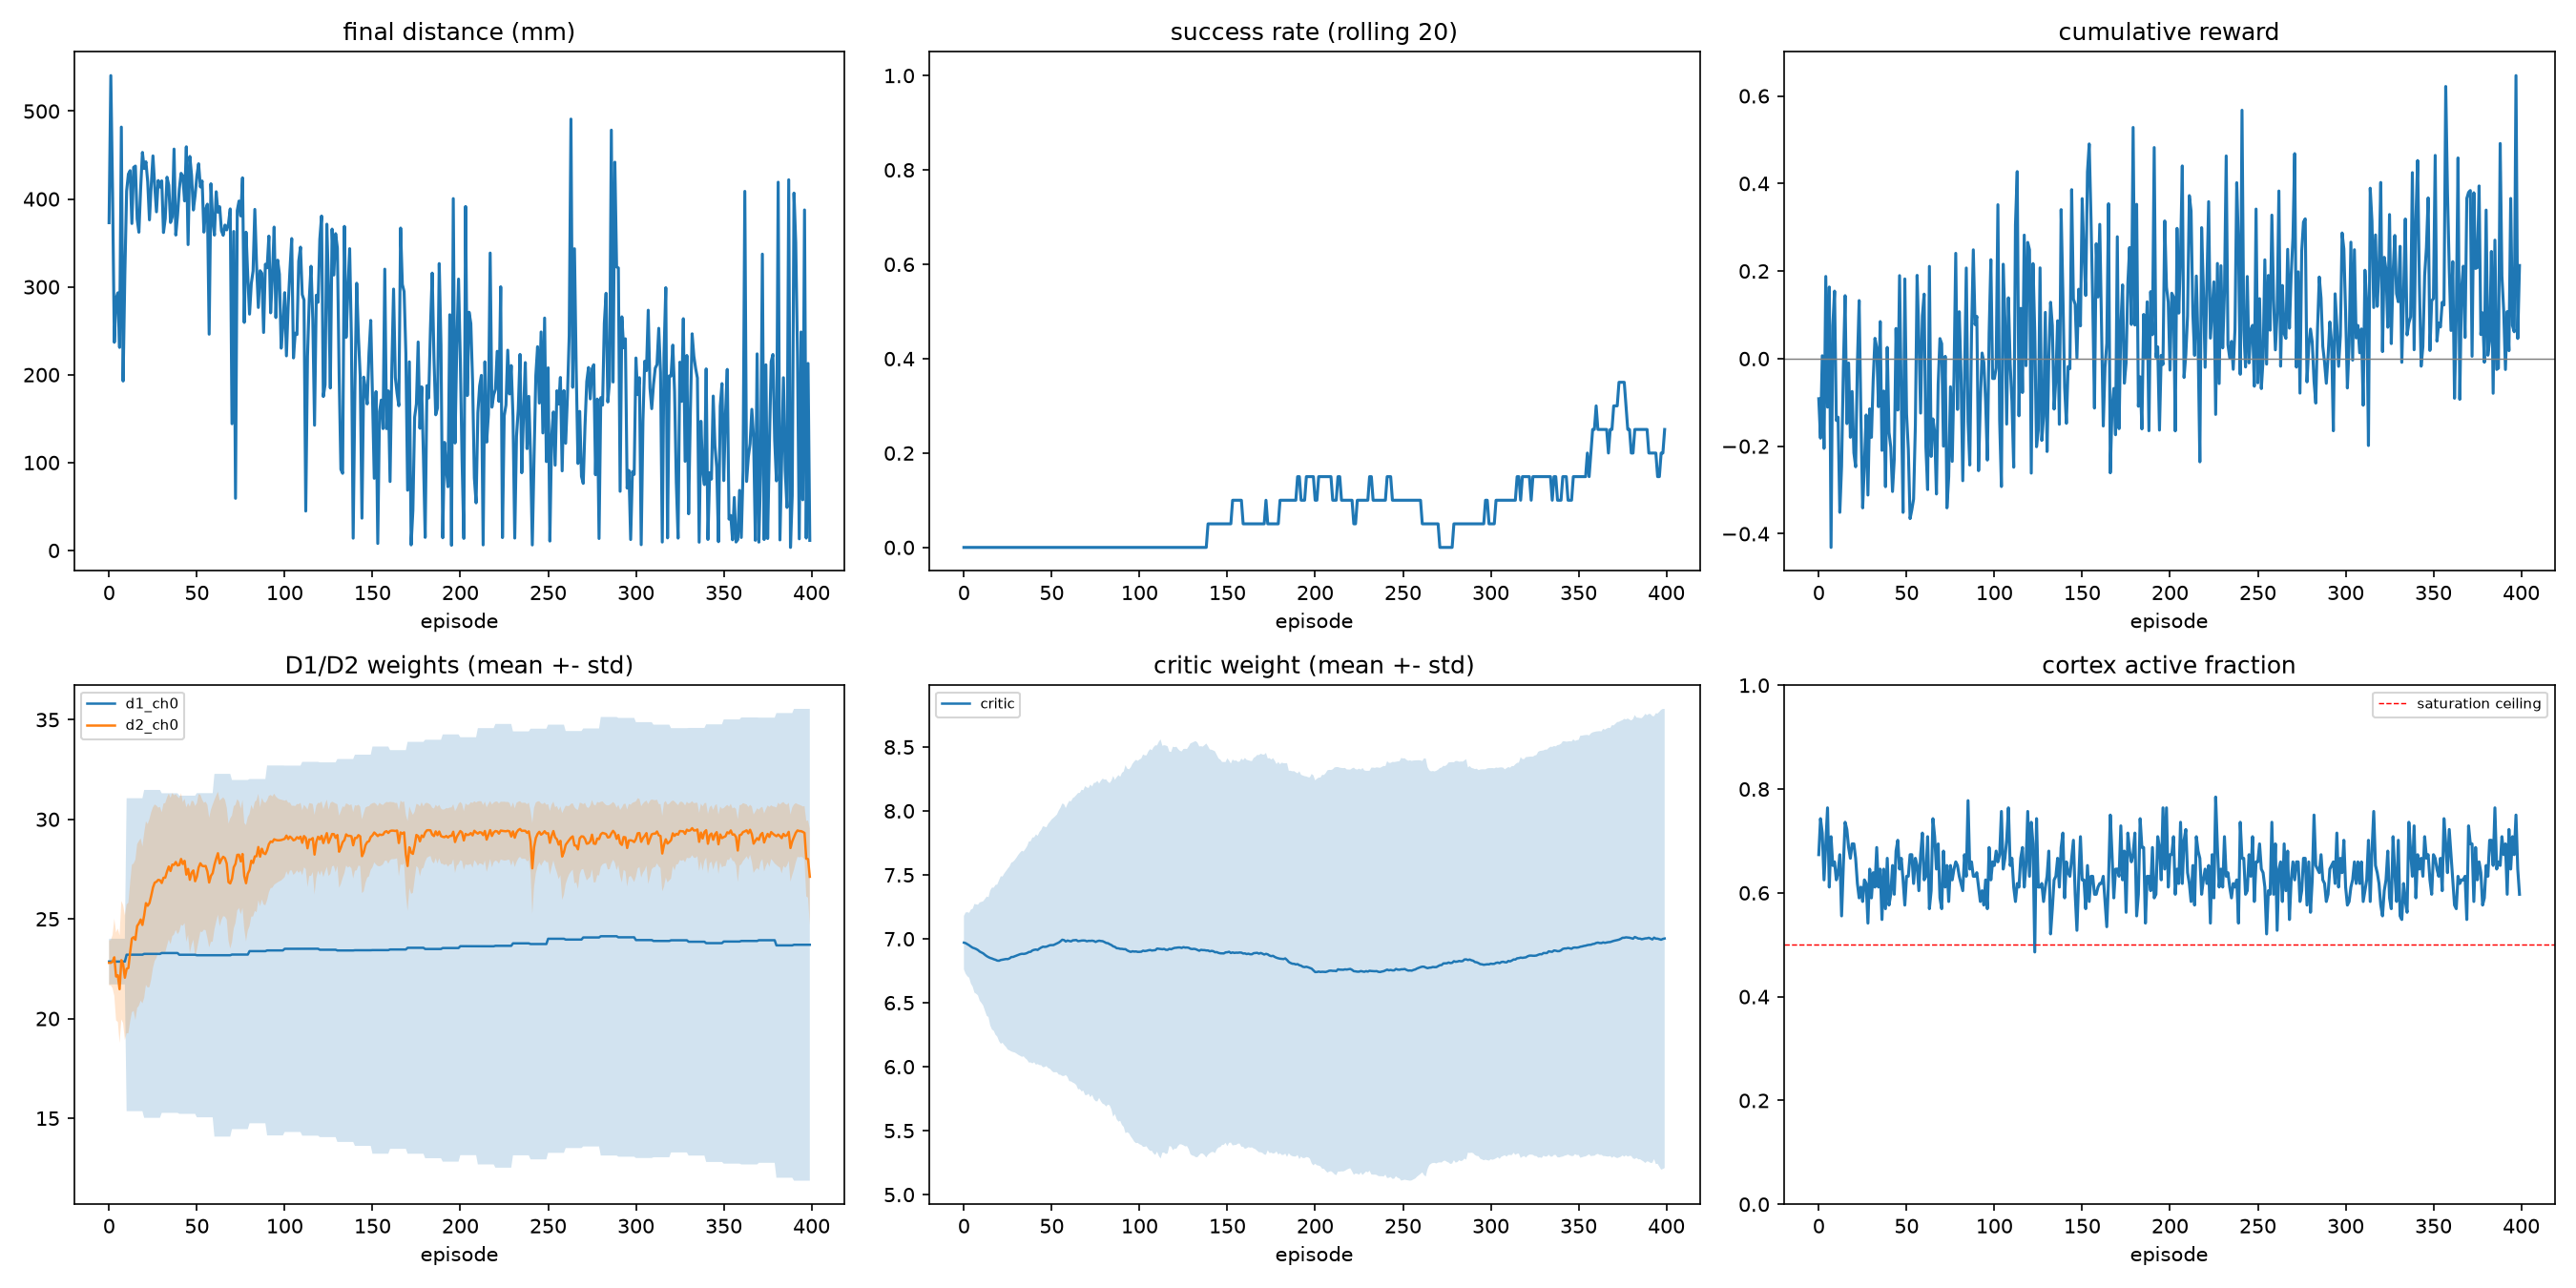 final distance (mm)
success rate (rolling 20)
cumulative reward
500
400
300
200
100
0
1.0
0.8
0.6
0.4
0.2
0.0
0.6
0.4
0.2
0.0
−0.2
−0.4
0 50 100 150 200 250 300 350 400
0 50 100 150 200 250 300 350 400
0 50 100 150 200 250 300 350 400
episode
episode
episode
D1/D2 weights (mean +- std)
critic weight (mean +- std)
cortex active fraction
d1_ch0
d2_ch0
critic
saturation ceiling
35
30
25
20
15
8.5
8.0
7.5
7.0
6.5
6.0
5.5
5.0
1.0
0.8
0.6
0.4
0.2
0.0
0 50 100 150 200 250 300 350 400
0 50 100 150 200 250 300 350 400
0 50 100 150 200 250 300 350 400
episode
episode
episode